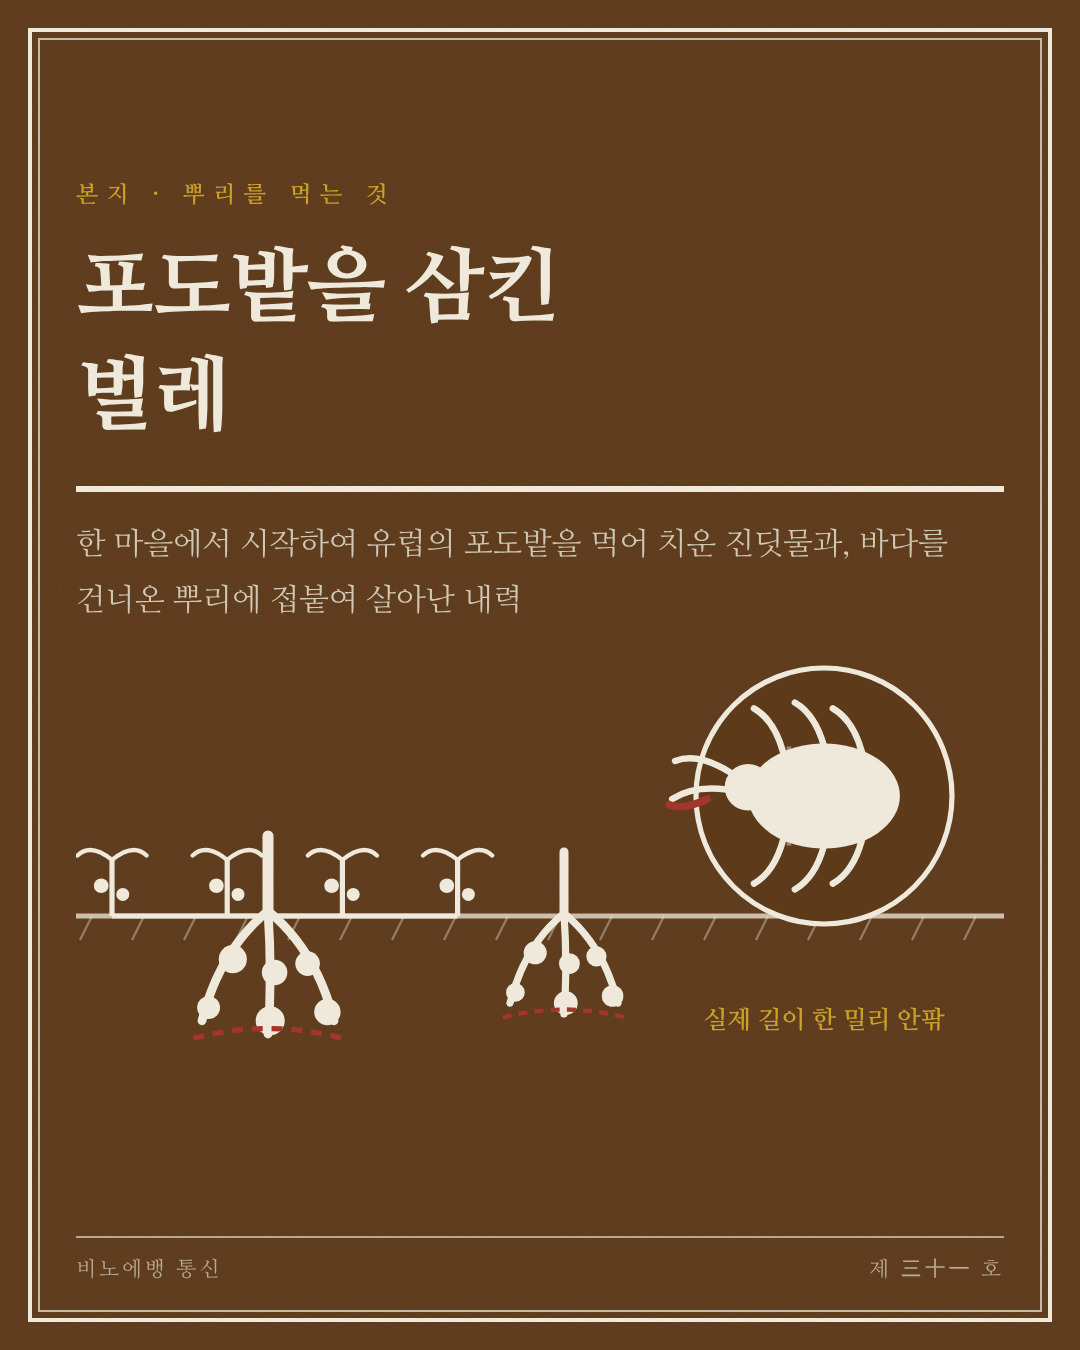 본지 · 뿌리를 먹는 것
포도밭을 삼킨
벌레
한 마을에서 시작하여 유럽의 포도밭을 먹어 치운 진딧물과, 바다를
건너온 뿌리에 접붙여 살아난 내력
실제 길이 한 밀리 안팎
비노에뱅 통신
제 三十一 호